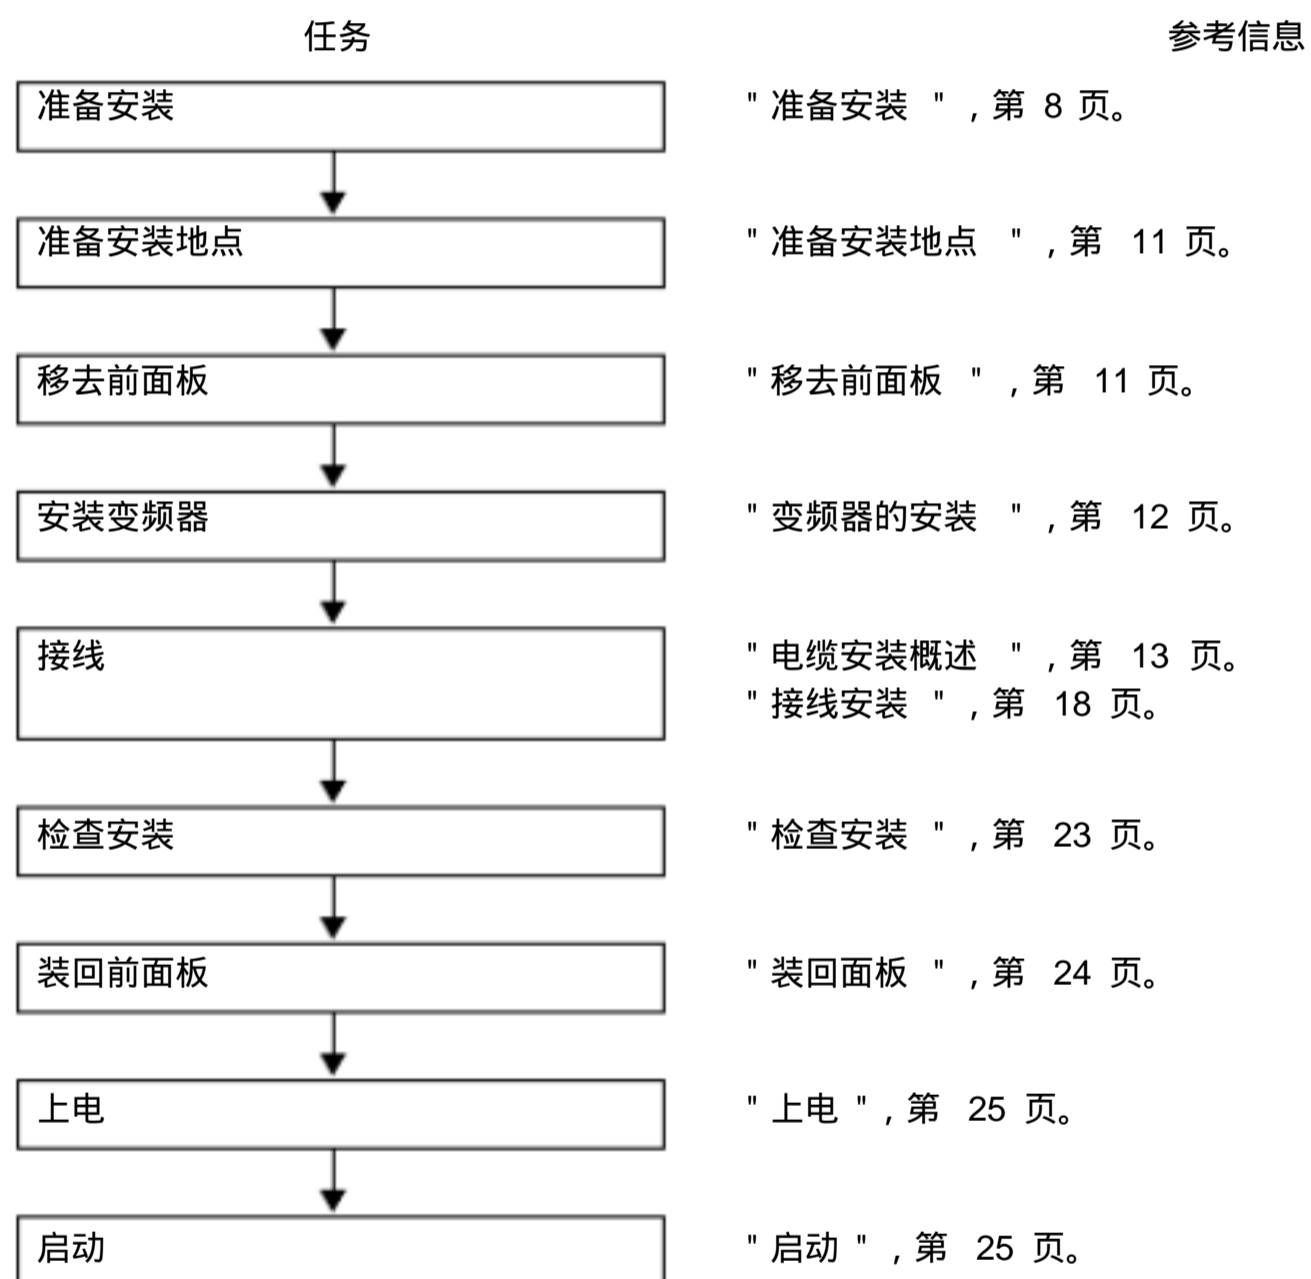 任务 参考信息
准备安装 "准备安装 ",第 8 页。
准备安装地点 "准备安装地点 ",第 11 页。
移去前面板 "移去前面板 ",第 11 页。
安装变频器 "变频器的安装 ",第 12 页。
接线 "电缆安装概述 ",第 13 页。
"接线安装 ",第 18 页。
检查安装 "检查安装 ",第 23 页。
装回前面板 "装回面板 ",第 24 页。
上电 "上电 ",第 25 页。
启动 "启动 ",第 25 页。